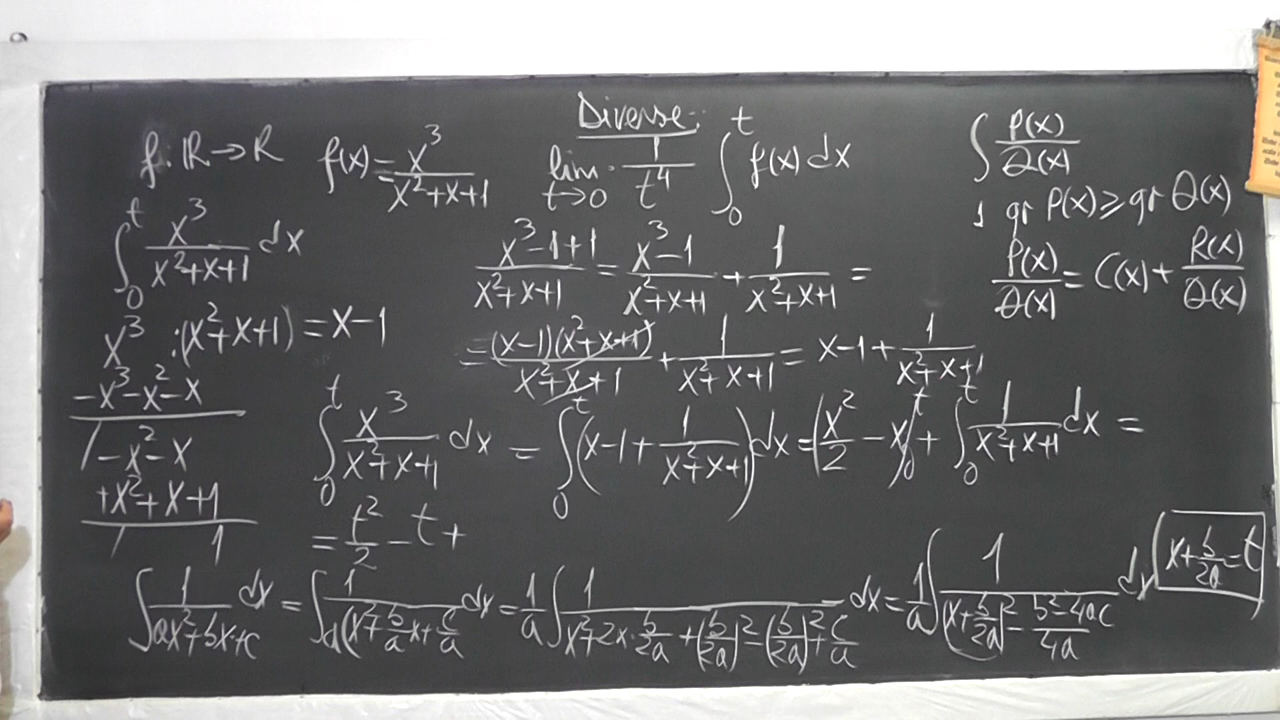 Diverse:
f: ℝ → ℝ f(x) = x³/(x²+x+1) lim t→0 1/t⁴ ∫₀ᵗ f(x) dx
∫ P(x)/Q(x)
1 gr P(x) ≥ gr Q(x)
P(x)/Q(x) = C(x) + R(x)/Q(x)
∫₀ᵗ x³/(x²+x+1) dx
(x³-1+1)/(x²+x+1) = (x³-1)/(x²+x+1) + 1/(x²+x+1) =
= (x-1)(x²+x+1)/(x²+x+1) + 1/(x²+x+1) = x-1+ 1/(x²+x+1)
x³ :(x²+x+1) = x-1
-x³-x²-x
/ -x²-x
+x²+x+1
/ 1
∫₀ᵗ x³/(x²+x+1) dx = ∫₀ᵗ (x-1+ 1/(x²+x+1)) dx = (x²/2 - x)|₀ᵗ + ∫₀ᵗ 1/(x²+x+1) dx =
= t²/2 - t +
∫ 1/(ax²+bx+c) dx = ∫ 1/(a(x²+ b/a x + c/a) dx = 1/a ∫ 1/(x²+2x· b/2a + (b/2a)² - (b/2a)² + c/a) dx = 1/a ∫ 1/((x+ b/2a)² - (b²-4ac)/4a) dx
x + b/2a = t